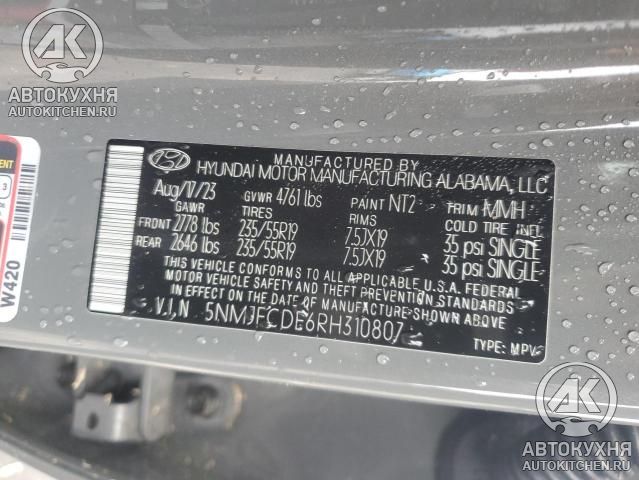 АВТОКУХНЯ
AUTOKITCHEN.RU
ENT
3
W420
MANUFACTURED BY
HYUNDAI MOTOR MANUFACTURING ALABAMA, LLC
Aug/17/23 GVWR 4761 lbs PAINT NT2 TRIM MMH
GAWR TIRES RIMS COLD TIRE INFL
FRONT 2778 lbs 235/55R19 7.5JX19 35 psi SINGLE
REAR 2646 lbs 235/55R19 7.5JX19 35 psi SINGLE
THIS VEHICLE CONFORMS TO ALL APPLICABLE U.S.A. FEDERAL
MOTOR VEHICLE SAFETY, BUMPER, AND THEFT PREVENTION
STANDARDS IN EFFECT ON THE DATE OF MANUFACTURE SHOWN ABOVE.
V.I.N 5NMJFCDE6RH310807
TYPE: MPV
АВТОКУХНЯ
AUTOKITCHEN.RU